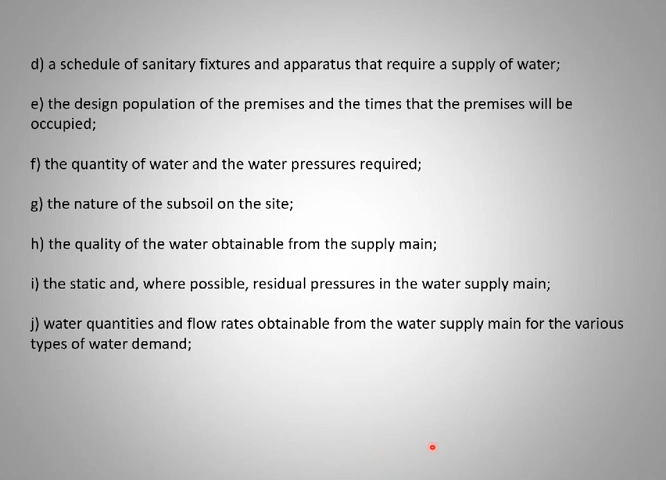 d) a schedule of sanitary fixtures and apparatus that require a supply of water;
e) the design population of the premises and the times that the premises will be
occupied;
f) the quantity of water and the water pressures required;
g) the nature of the subsoil on the site;
h) the quality of the water obtainable from the supply main;
i) the static and, where possible, residual pressures in the water supply main;
j) water quantities and flow rates obtainable from the water supply main for the various
types of water demand;